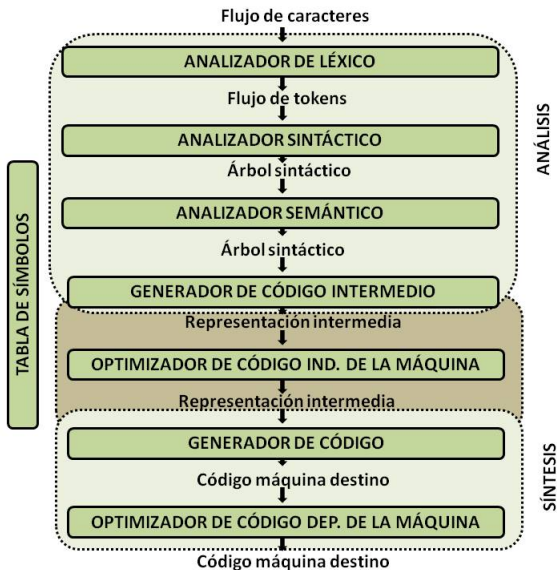 Flujo de caracteres
ANALIZADOR DE LÉXICO
Flujo de tokens
ANALIZADOR SINTÁCTICO
Árbol sintáctico
ANALIZADOR SEMÁNTICO
Árbol sintáctico
GENERADOR DE CÓDIGO INTERMEDIO
Representación intermedia
OPTIMIZADOR DE CÓDIGO IND. DE LA MÁQUINA
Representación intermedia
GENERADOR DE CÓDIGO
Código máquina destino
OPTIMIZADOR DE CÓDIGO DEP. DE LA MÁQUINA
Código máquina destino
TABLA DE SÍMBOLOS
ANÁLISIS
SÍNTESIS